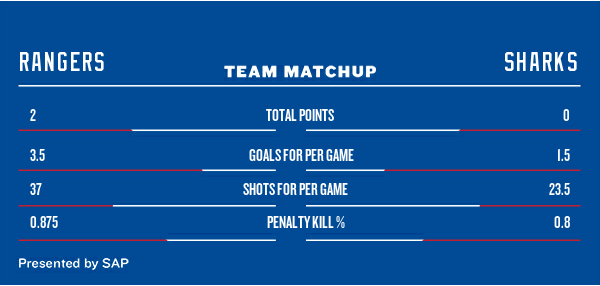 RANGERS TEAM MATCHUP SHARKS
2 TOTAL POINTS 0
3.5 GOALS FOR PER GAME 1.5
37 SHOTS FOR PER GAME 23.5
0.875 PENALTY KILL % 0.8
Presented by SAP